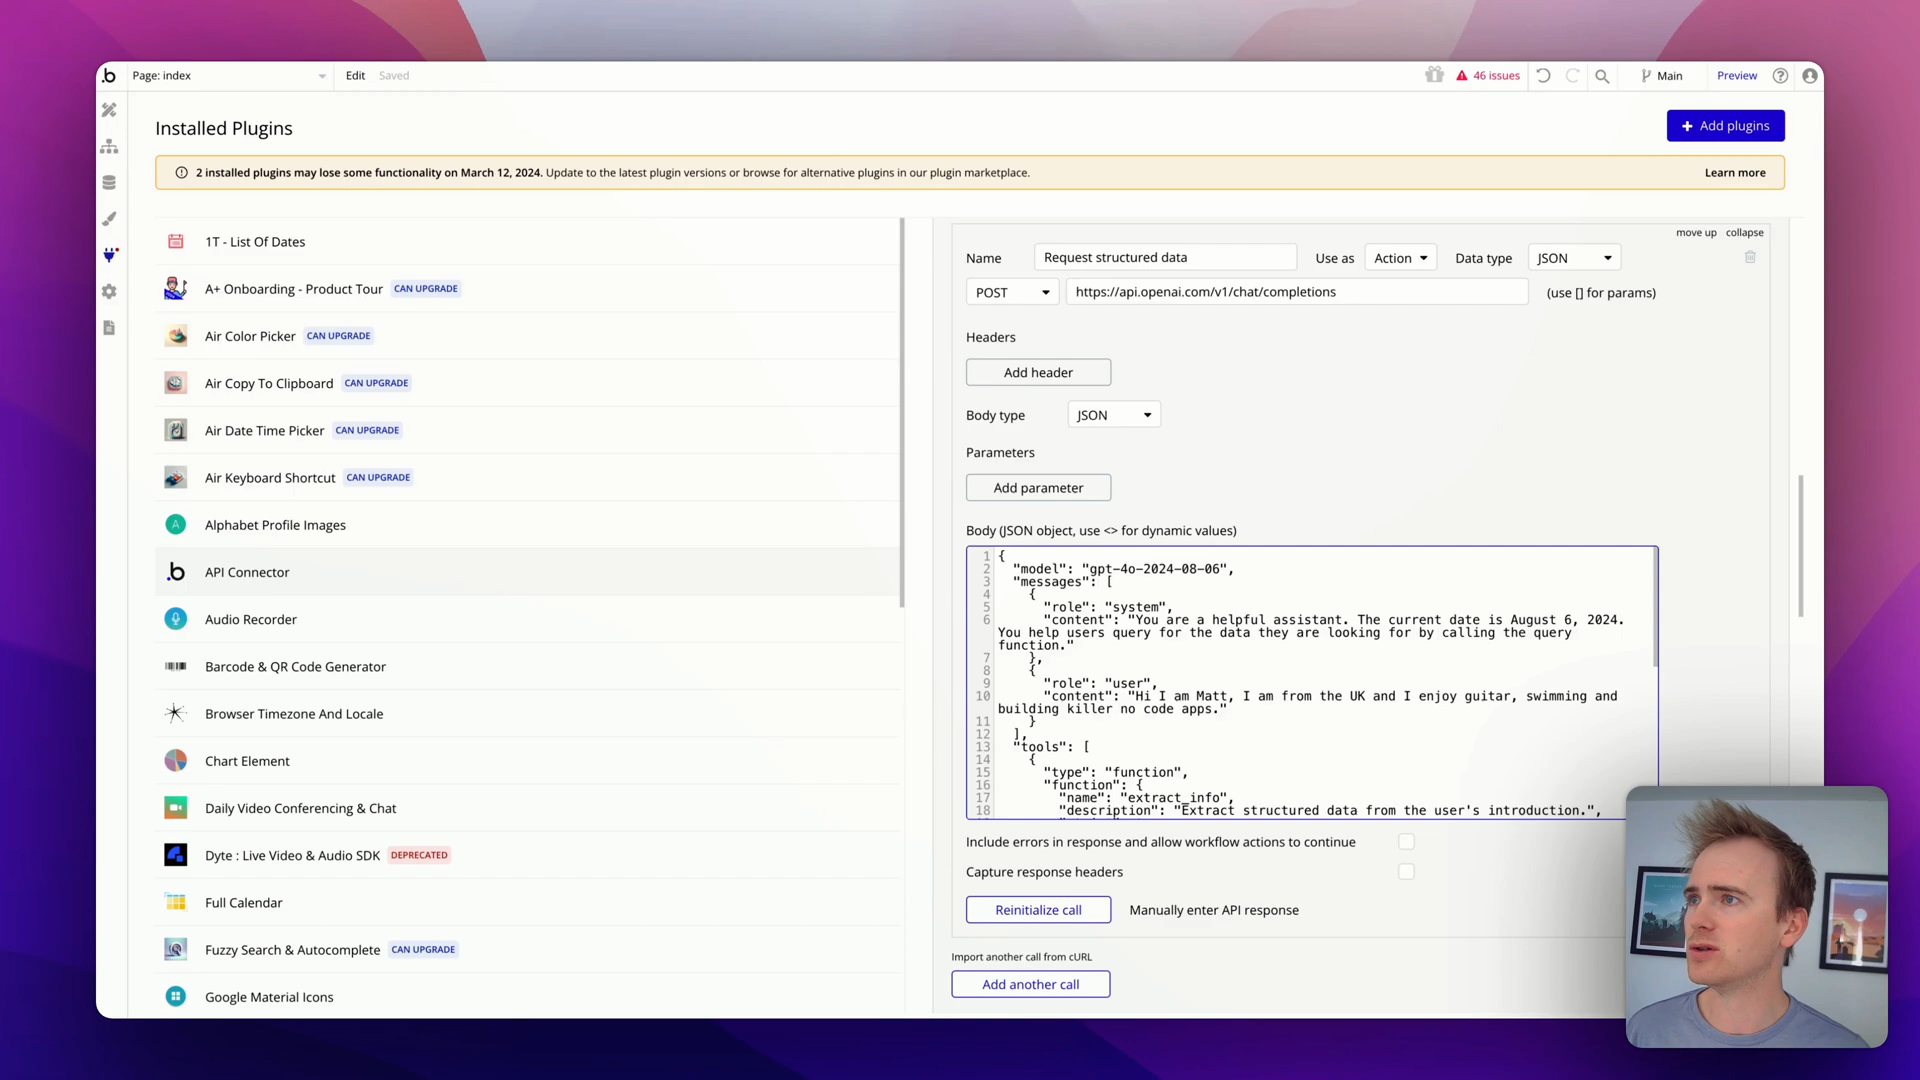 .b Page: index Edit Saved 46 issues Main Preview
Installed Plugins
+ Add plugins
2 installed plugins may lose some functionality on March 12, 2024. Update to the latest plugin versions or browse for alternative plugins in our plugin marketplace. Learn more
1T - List Of Dates
A+ Onboarding - Product Tour CAN UPGRADE
Air Color Picker CAN UPGRADE
Air Copy To Clipboard CAN UPGRADE
Air Date Time Picker CAN UPGRADE
Air Keyboard Shortcut CAN UPGRADE
A Alphabet Profile Images
.b API Connector
Audio Recorder
Barcode & QR Code Generator
Browser Timezone And Locale
Chart Element
Daily Video Conferencing & Chat
Dyte : Live Video & Audio SDK DEPRECATED
Full Calendar
Fuzzy Search & Autocomplete CAN UPGRADE
Google Material Icons
move up collapse
Name Request structured data Use as Action Data type JSON
POST https://api.openai.com/v1/chat/completions (use [] for params)
Headers
Add header
Body type JSON
Parameters
Add parameter
Body (JSON object, use <> for dynamic values)
1 {
2 "model": "gpt-4o-2024-08-06",
3 "messages": [
4 {
5 "role": "system",
6 "content": "You are a helpful assistant. The current date is August 6, 2024.
You help users query for the data they are looking for by calling the query
function."
7 },
8 {
9 "role": "user",
10 "content": "Hi I am Matt, I am from the UK and I enjoy guitar, swimming and
building killer no code apps."
11 }
12 ],
13 "tools": [
14 {
15 "type": "function",
16 "function": {
17 "name": "extract_info",
18 "description": "Extract structured data from the user's introduction.",
Include errors in response and allow workflow actions to continue
Capture response headers
Reinitialize call Manually enter API response
Import another call from cURL
Add another call